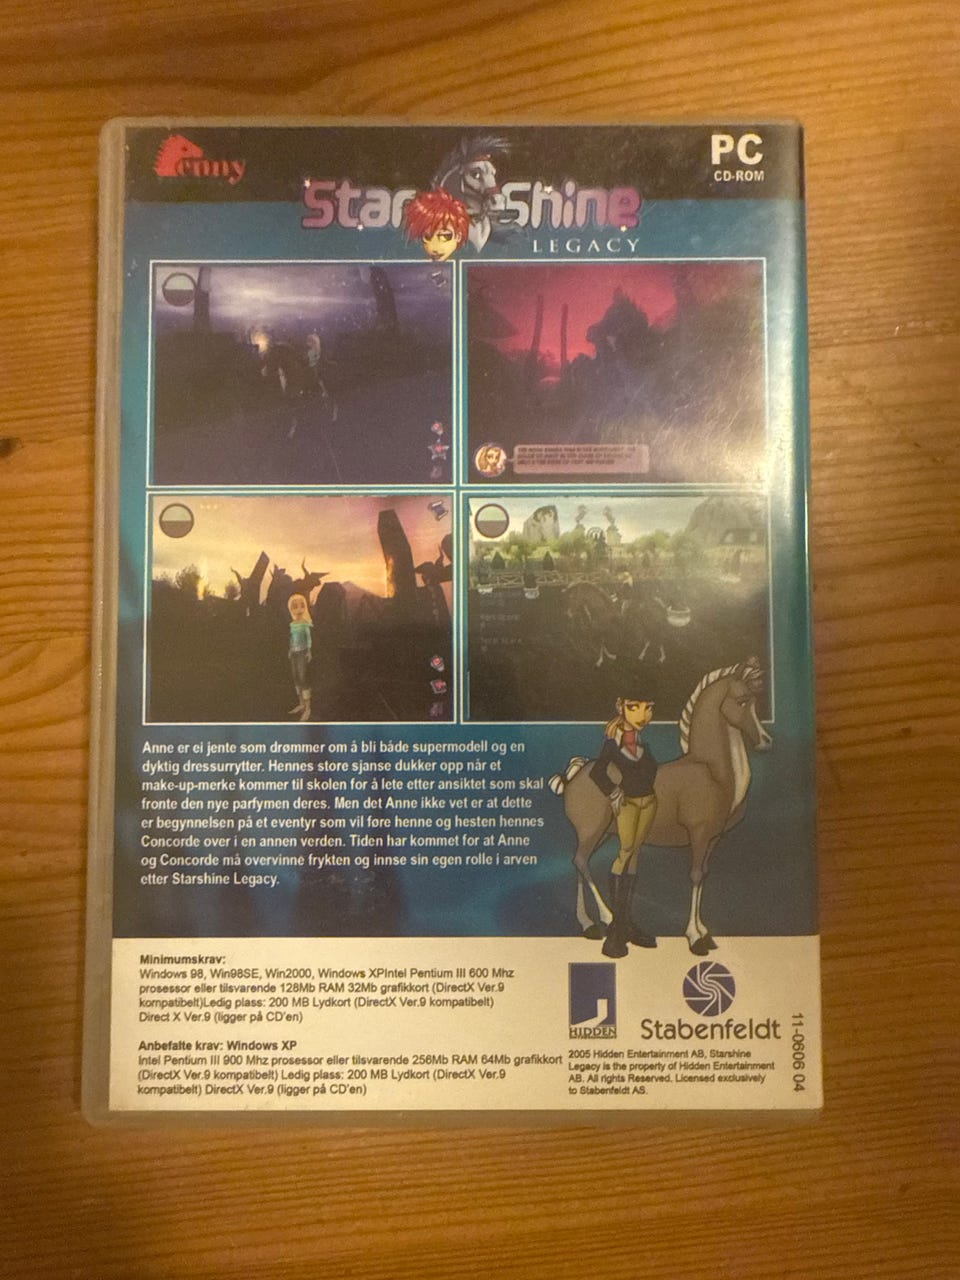 Penny
PC
CD-ROM
StarShine
LEGACY
Anne er ei jente som drømmer om å bli både supermodell og en
dyktig dressurrytter. Hennes store sjanse dukker opp når et
make-up-merke kommer til skolen for å lete etter ansiktet som skal
fronte den nye parfymen deres. Men det Anne ikke vet er at dette
er begynnelsen på et eventyr som vil føre henne og hesten hennes
Concorde over i en annen verden. Tiden har kommet for at Anne
og Concorde må overvinne frykten og innse sin egen rolle i arven
etter Starshine Legacy.
Minimumskrav:
Windows 98, Win98SE, Win2000, Windows XPIntel Pentium III 600 Mhz
prosessor eller tilsvarende 128Mb RAM 32Mb grafikkort (DirectX Ver.9
kompatibelt)Ledig plass: 200 MB Lydkort (DirectX Ver.9 kompatibelt)
Direct X Ver.9 (ligger på CD'en)
Anbefalte krav: Windows XP
Intel Pentium III 900 Mhz prosessor eller tilsvarende 256Mb RAM 64Mb grafikkort
(DirectX Ver.9 kompatibelt) Ledig plass: 200 MB Lydkort (DirectX Ver.9
kompatibelt) DirectX Ver.9 (ligger på CD'en)
HIDDEN
Stabenfeldt
2005 Hidden Entertainment AB, Starshine
Legacy is the property of Hidden Entertainment
AB. All rights Reserved. Licensed exclusively
to Stabenfeldt AS.
11-0606 04